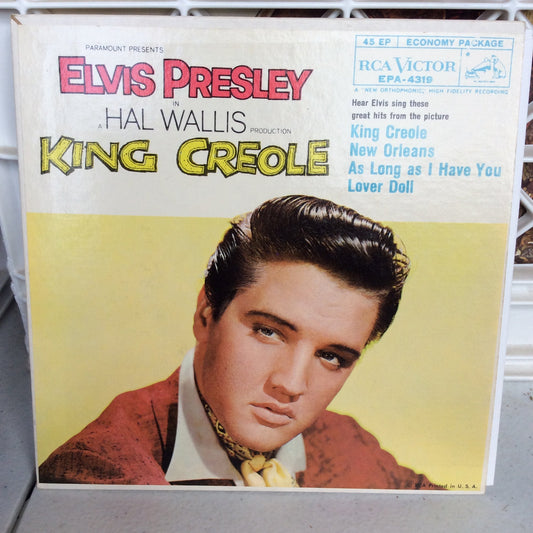 PARAMOUNT PRESENTS
ELVIS PRESLEY
IN
A HAL WALLIS PRODUCTION
KING CREOLE
45 EP ECONOMY PACKAGE
RCA VICTOR
EPA-4319
A "NEW ORTHOPHONIC" HIGH FIDELITY RECORDING
Hear Elvis sing these
great hits from the picture
King Creole
New Orleans
As Long as I Have You
Lover Doll
Printed in U.S.A.